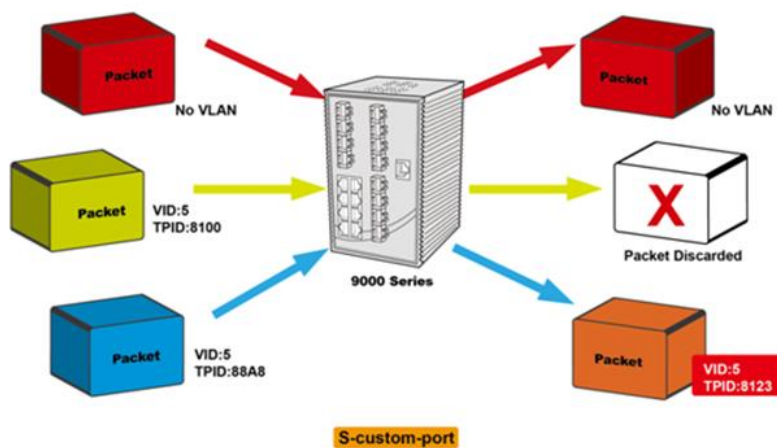 Packet
No VLAN
Packet
No VLAN
Packet
VID:5
TPID:8100
X
Packet Discarded
9000 Series
Packet
VID:5
TPID:88A8
Packet
VID:5
TPID:8123
S-custom-port